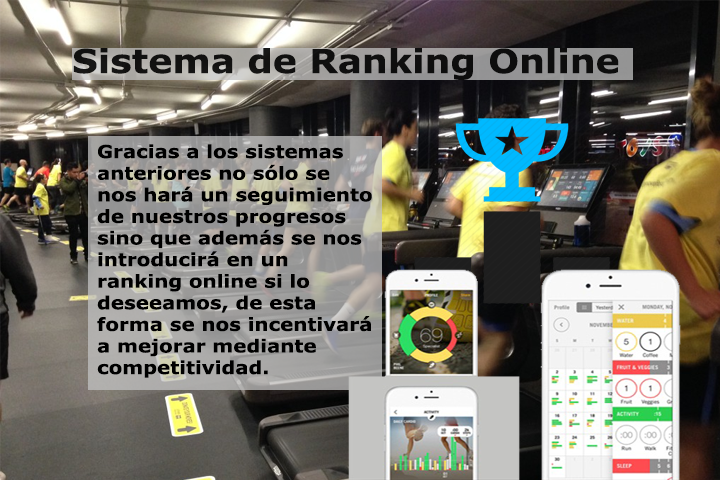 Sistema de Ranking Online
Gracias a los sistemas
anteriores no sólo se
nos hará un seguimiento
de nuestros progresos
sino que además se nos
introducirá en un
ranking online si lo
deseeamos, de esta
forma se nos incentivará
a mejorar mediante
competitividad.
69
ACTIVITY
Profile
Yesterd
MONDAY, NOV
NOVEMBER
WATER
5
1
Water
Coffee
FRUIT & VEGGIES
1
1
Fruit
Veggies
ACTIVITY
:00
:00
Run
Walk
SLEEP